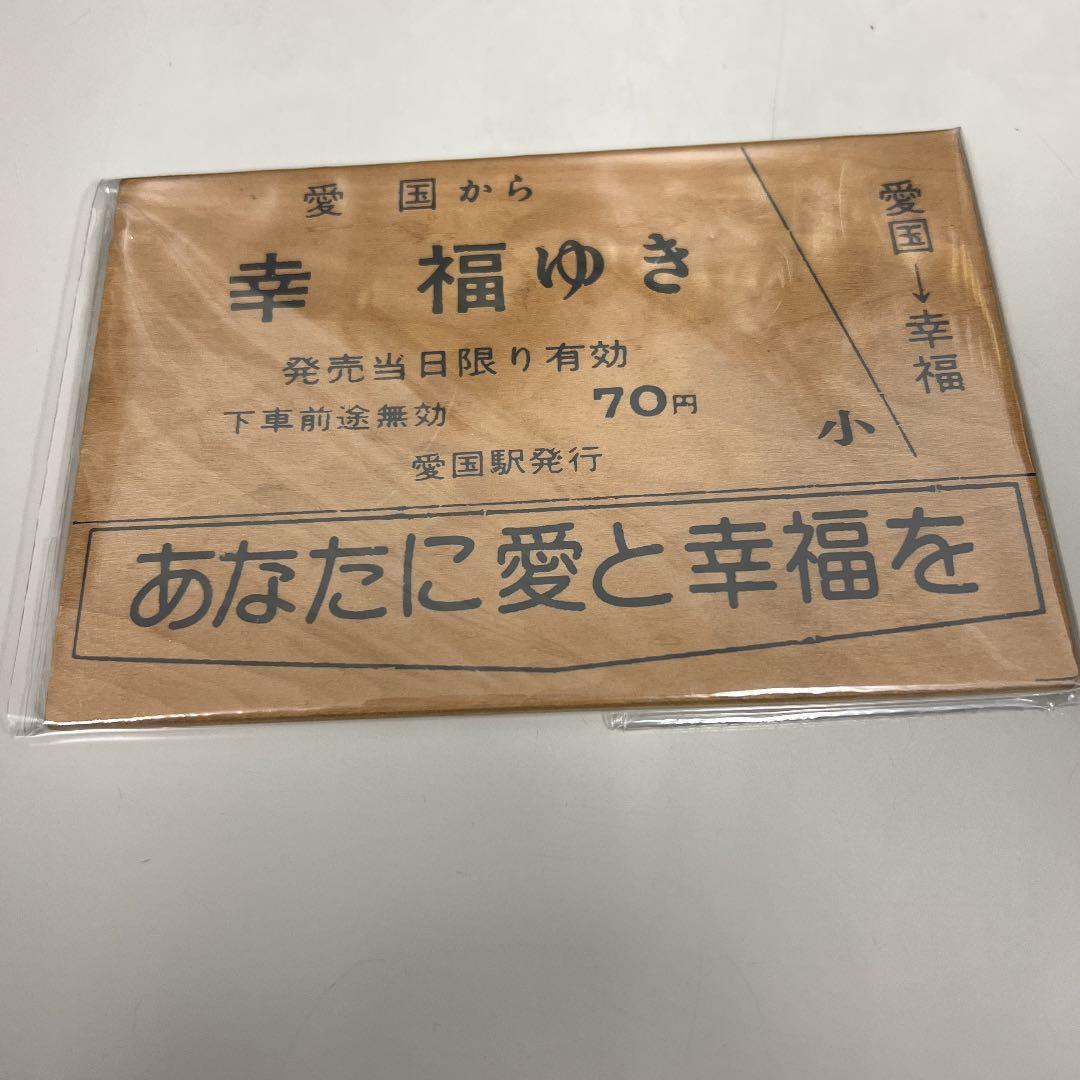 愛国から
幸福ゆき
発売当日限り有効
下車前途無効 70円
愛国駅発行
小
愛国→幸福
あなたに愛と幸福を